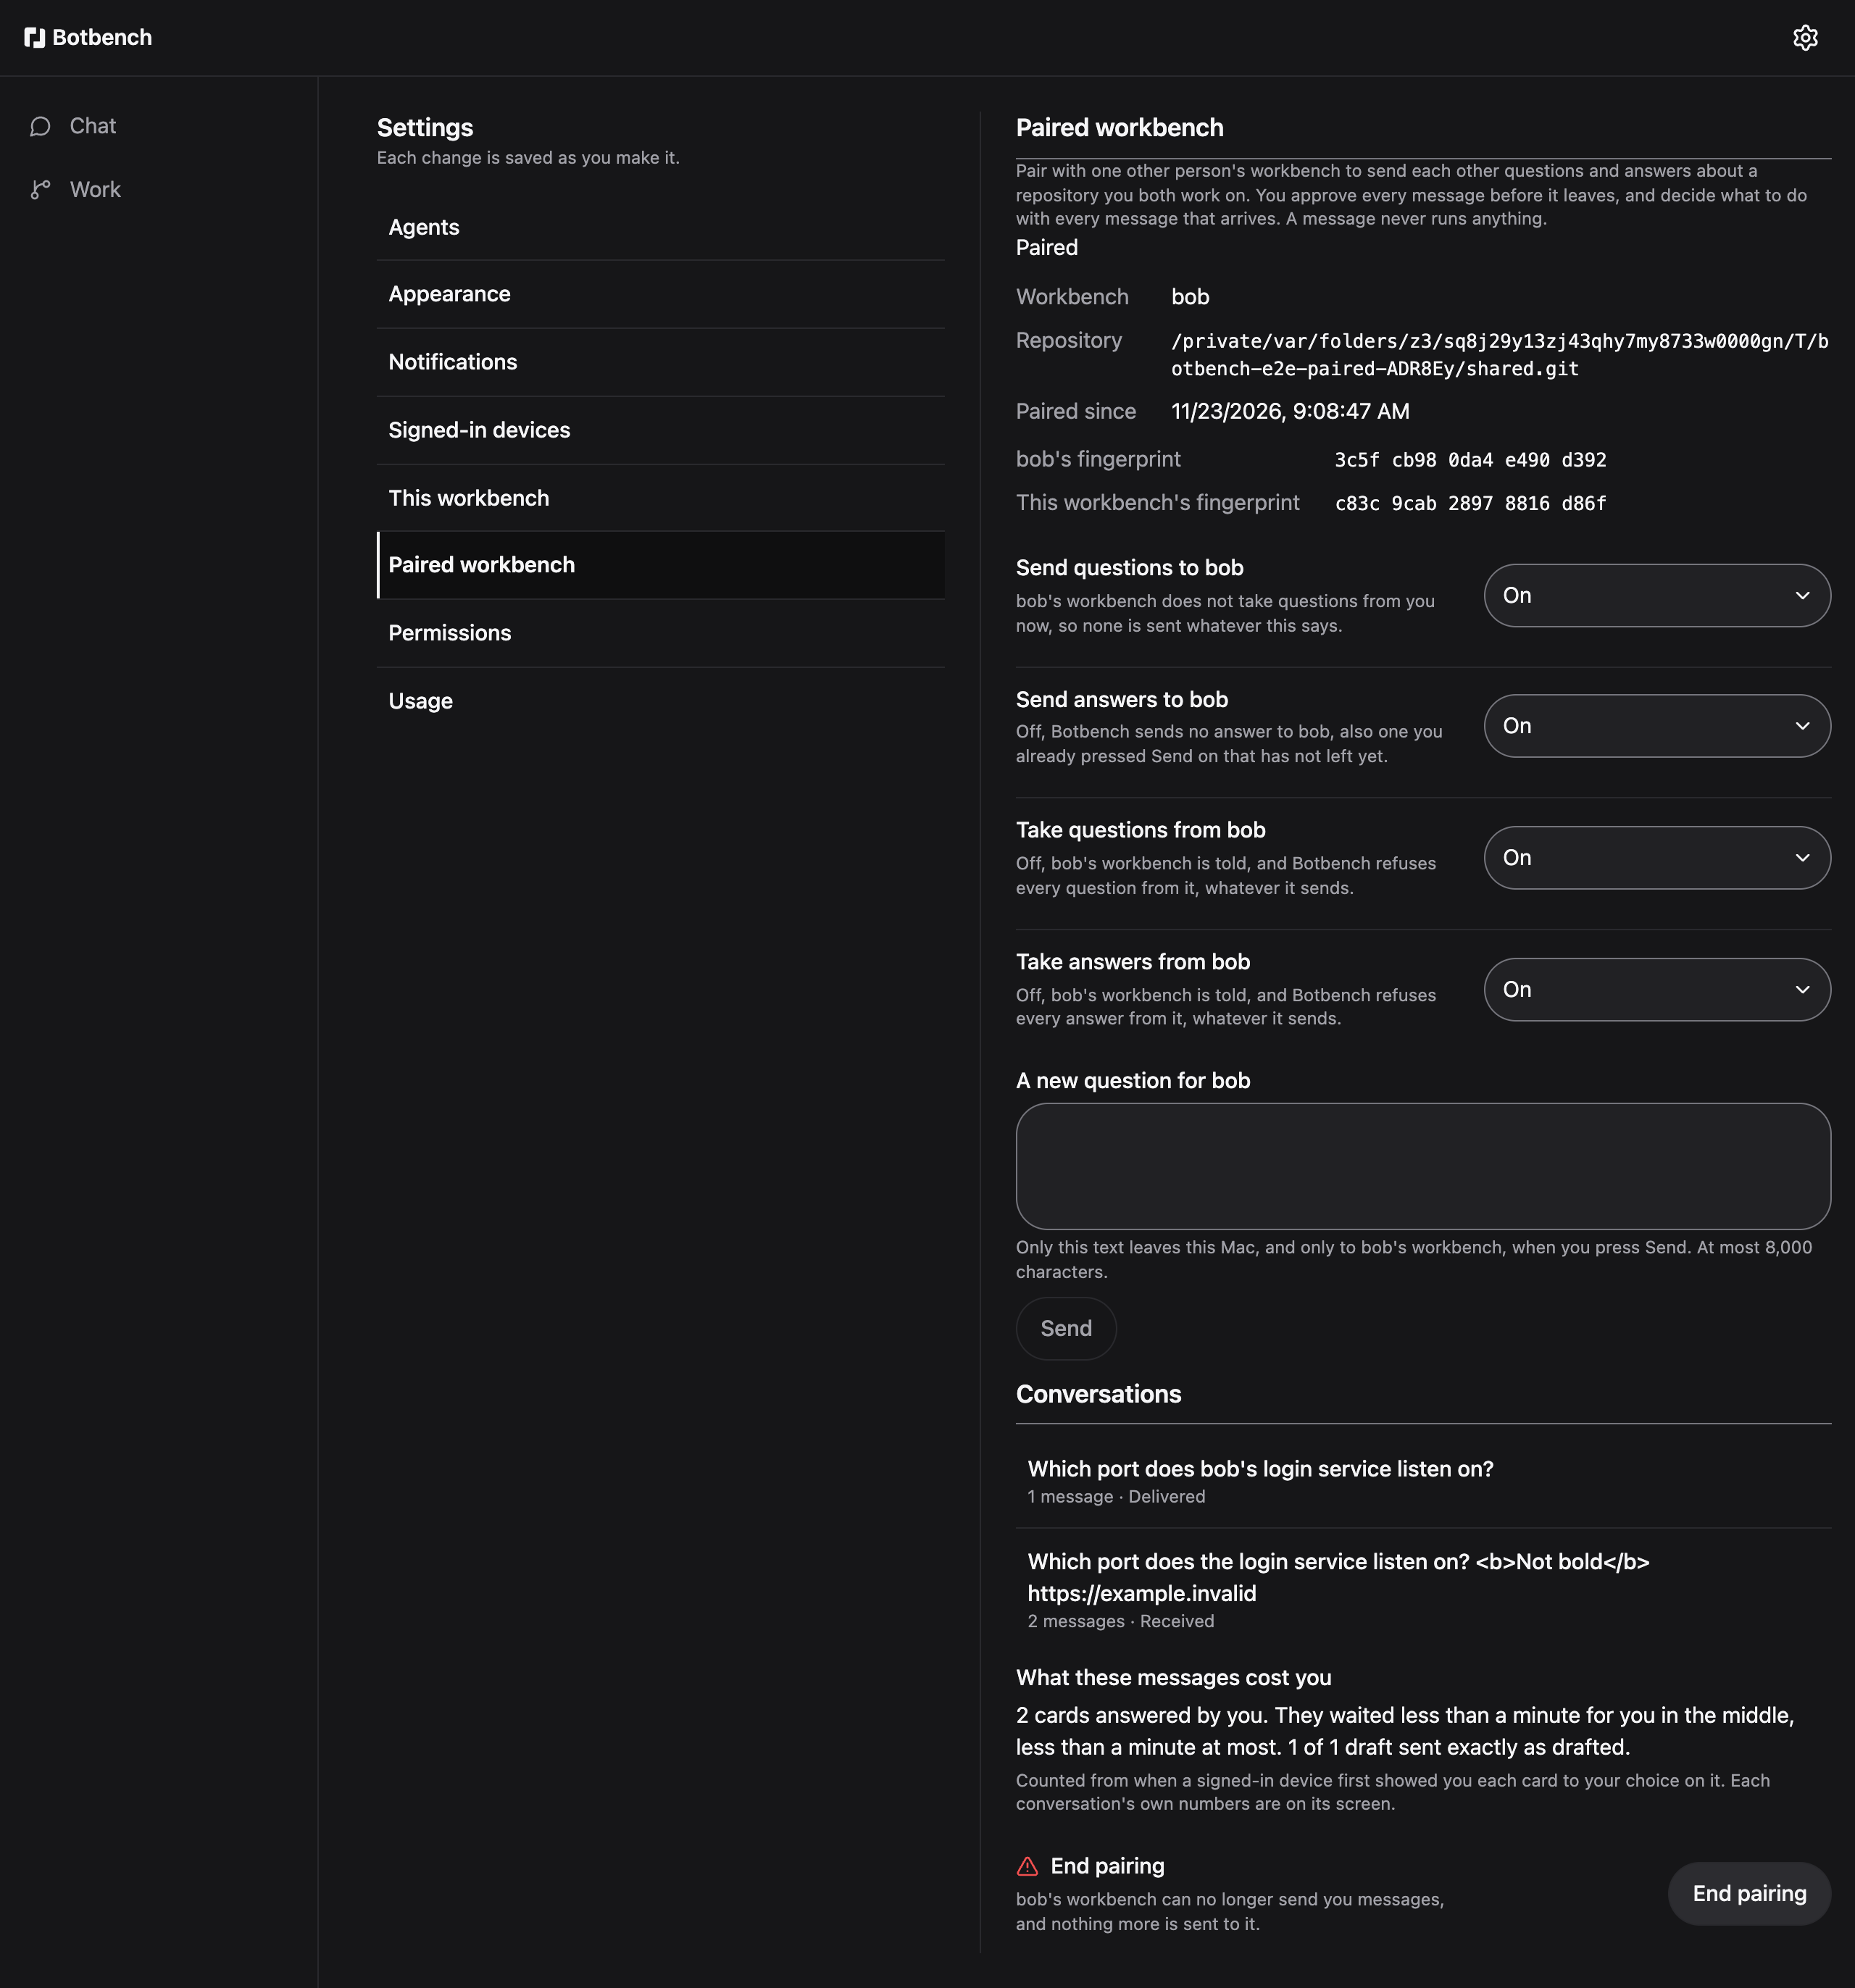 Botbench
Chat
Work
Settings
Each change is saved as you make it.
Agents
Appearance
Notifications
Signed-in devices
This workbench
Paired workbench
Permissions
Usage
Paired workbench
Pair with one other person's workbench to send each other questions and answers about a
repository you both work on. You approve every message before it leaves, and decide what to do
with every message that arrives. A message never runs anything.
Paired
Workbench bob
Repository /private/var/folders/z3/sq8j29y13zj43qhy7my8733w0000gn/T/b
otbench-e2e-paired-ADR8Ey/shared.git
Paired since 11/23/2026, 9:08:47 AM
bob's fingerprint 3c5f cb98 0da4 e490 d392
This workbench's fingerprint c83c 9cab 2897 8816 d86f
Send questions to bob
bob's workbench does not take questions from you
now, so none is sent whatever this says.
On
Send answers to bob
Off, Botbench sends no answer to bob, also one you
already pressed Send on that has not left yet.
On
Take questions from bob
Off, bob's workbench is told, and Botbench refuses
every question from it, whatever it sends.
On
Take answers from bob
Off, bob's workbench is told, and Botbench refuses
every answer from it, whatever it sends.
On
A new question for bob
Only this text leaves this Mac, and only to bob's workbench, when you press Send. At most 8,000
characters.
Send
Conversations
Which port does bob's login service listen on?
1 message · Delivered
Which port does the login service listen on? <b>Not bold</b>
https://example.invalid
2 messages · Received
What these messages cost you
2 cards answered by you. They waited less than a minute for you in the middle,
less than a minute at most. 1 of 1 draft sent exactly as drafted.
Counted from when a signed-in device first showed you each card to your choice on it. Each
conversation's own numbers are on its screen.
End pairing
bob's workbench can no longer send you messages,
and nothing more is sent to it.
End pairing